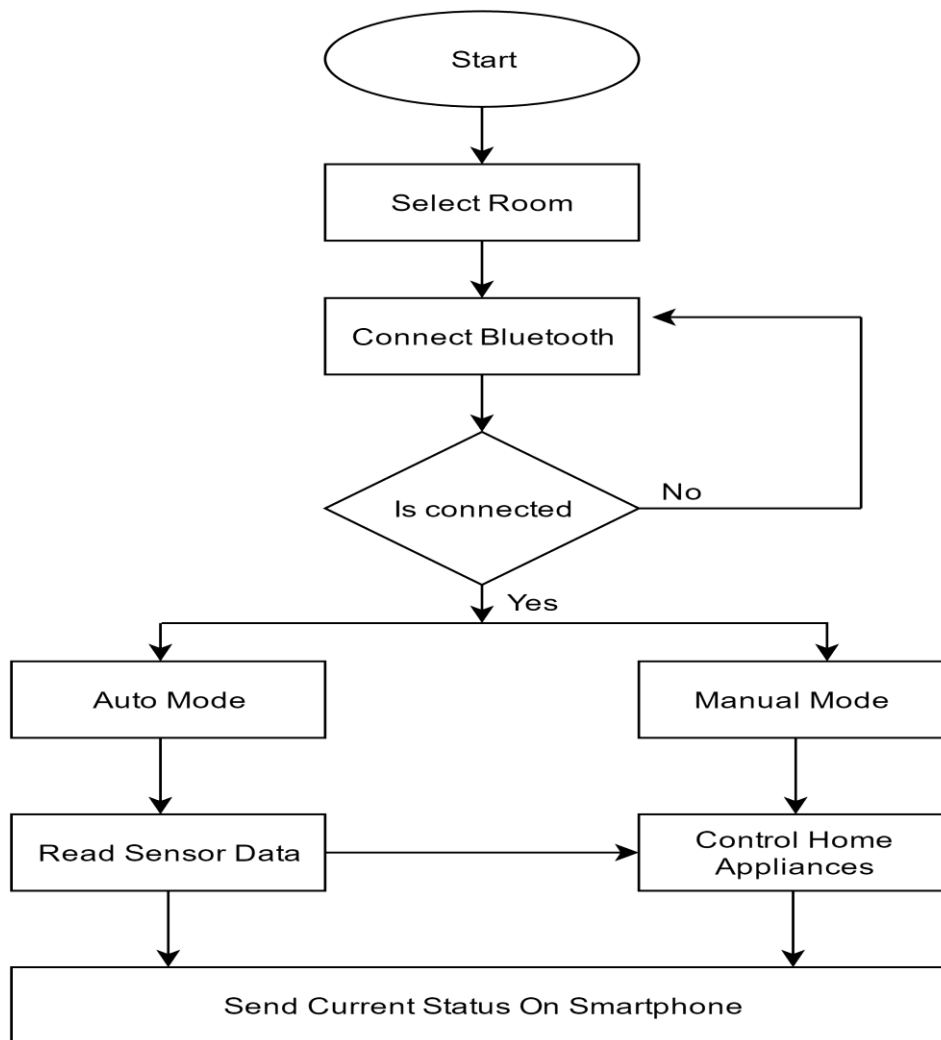 Start
Select Room
Connect Bluetooth
Is connected
No
Yes
Auto Mode
Manual Mode
Read Sensor Data
Control Home
Appliances
Send Current Status On Smartphone